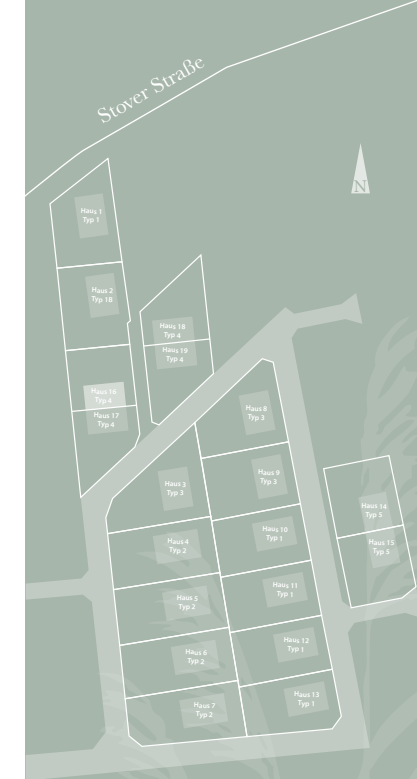 Stover Straße
N
Haus 1
Typ 1
Haus 2
Typ 1B
Haus 18
Typ 4
Haus 19
Typ 4
Haus 16
Typ 4
Haus 17
Typ 4
Haus 8
Typ 3
Haus 9
Typ 3
Haus 3
Typ 3
Haus 14
Typ 5
Haus 10
Typ 1
Haus 4
Typ 2
Haus 15
Typ 5
Haus 11
Typ 1
Haus 5
Typ 2
Haus 12
Typ 1
Haus 6
Typ 2
Haus 13
Typ 1
Haus 7
Typ 2